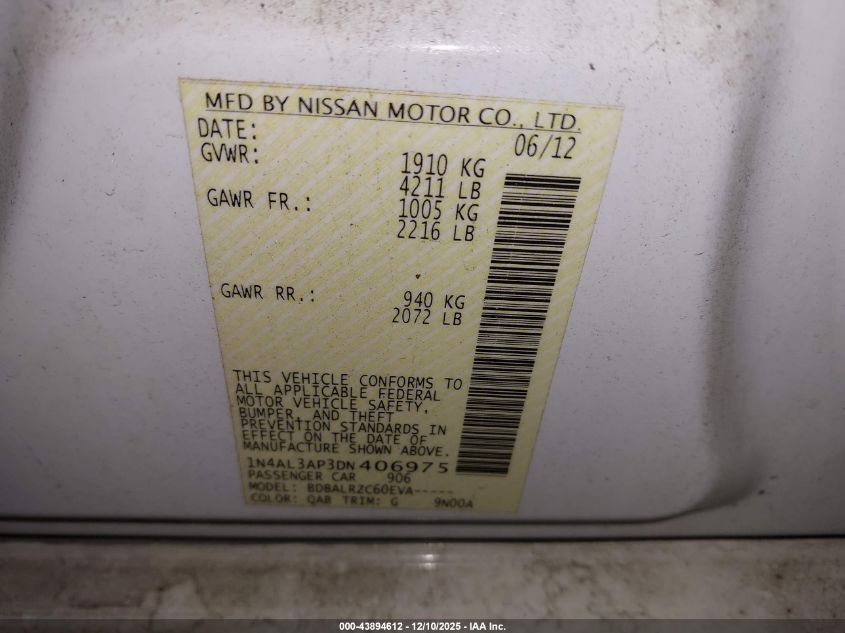 MFD BY NISSAN MOTOR CO., LTD.
DATE: 06/12
GVWR: 1910 KG
4211 LB
GAWR FR.: 1005 KG
2216 LB
GAWR RR.: 940 KG
2072 LB
THIS VEHICLE CONFORMS TO
ALL APPLICABLE FEDERAL
MOTOR VEHICLE SAFETY,
BUMPER, AND THEFT
PREVENTION STANDARDS IN
EFFECT ON THE DATE OF
MANUFACTURE SHOWN ABOVE.
1N4AL3AP3DN406975
PASSENGER CAR 906
MODEL: BDBALRZC60EVA-----
COLOR: QAB TRIM: G 9N00A
000-43894612 - 12/10/2025 - IAA Inc.